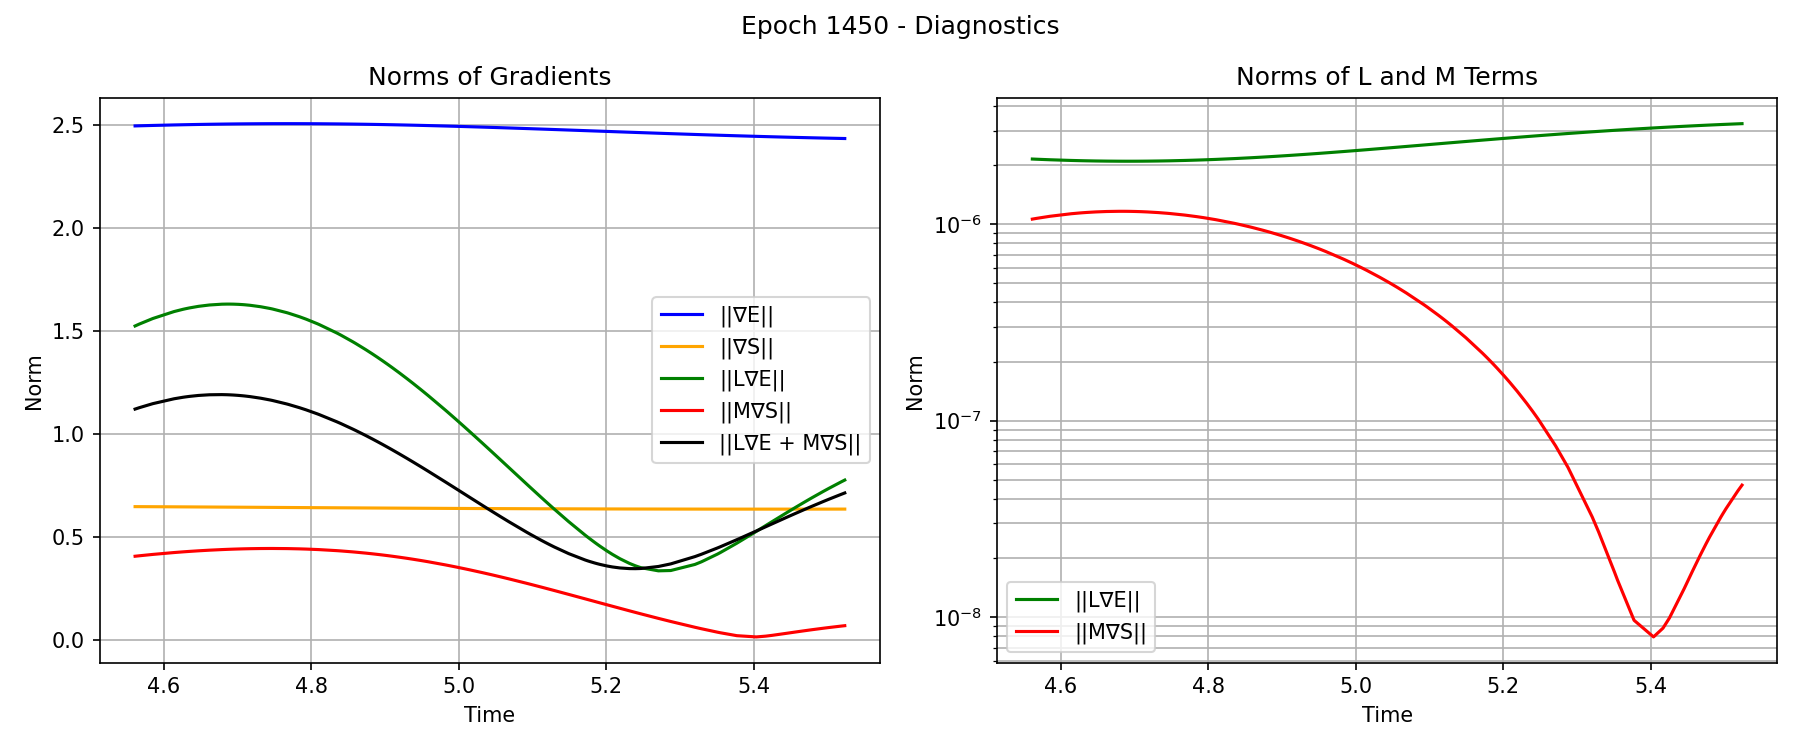 Epoch 1450 - Diagnostics
Norms of Gradients
Norm
2.5
2.0
1.5
1.0
0.5
0.0
||∇E||
||∇S||
||L∇E||
||M∇S||
||L∇E + M∇S||
4.6 4.8 5.0 5.2 5.4
Time
Norms of L and M Terms
Norm
10⁻⁶
10⁻⁷
10⁻⁸
||L∇E||
||M∇S||
4.6 4.8 5.0 5.2 5.4
Time